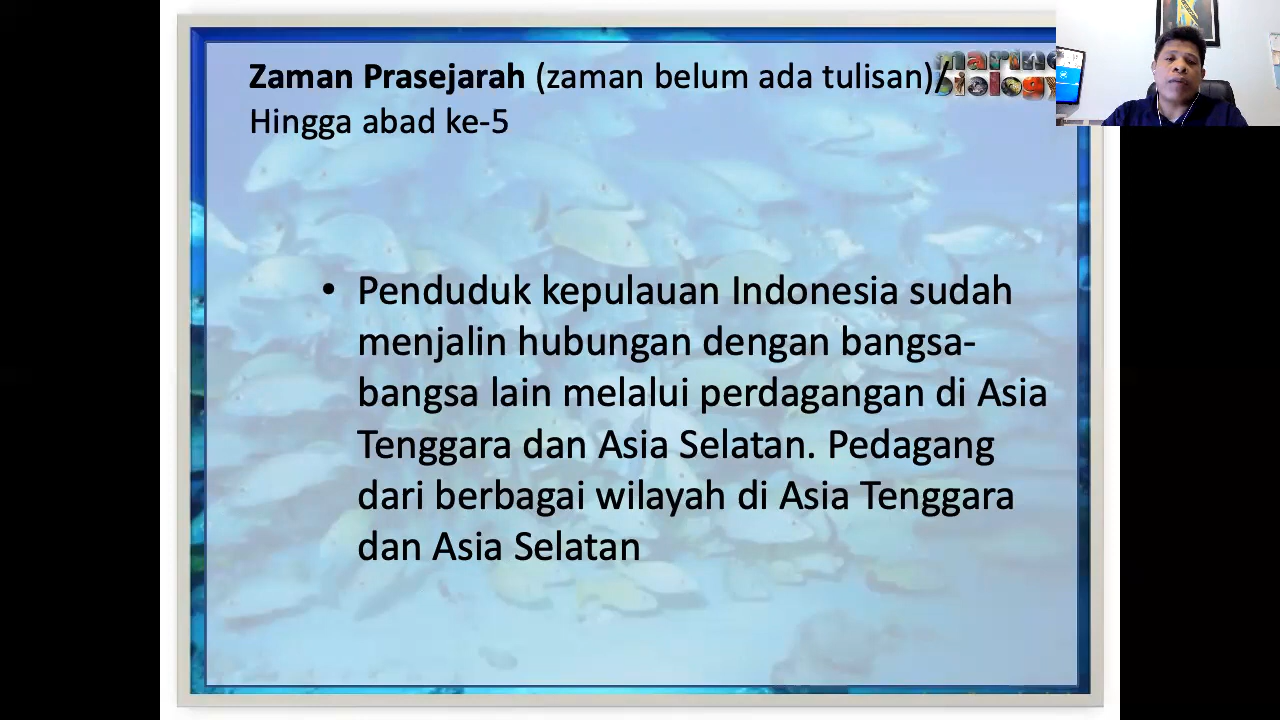 Zaman Prasejarah (zaman belum ada tulisan)/
Hingga abad ke-5
marine
biology
• Penduduk kepulauan Indonesia sudah
menjalin hubungan dengan bangsa-
bangsa lain melalui perdagangan di Asia
Tenggara dan Asia Selatan. Pedagang
dari berbagai wilayah di Asia Tenggara
dan Asia Selatan